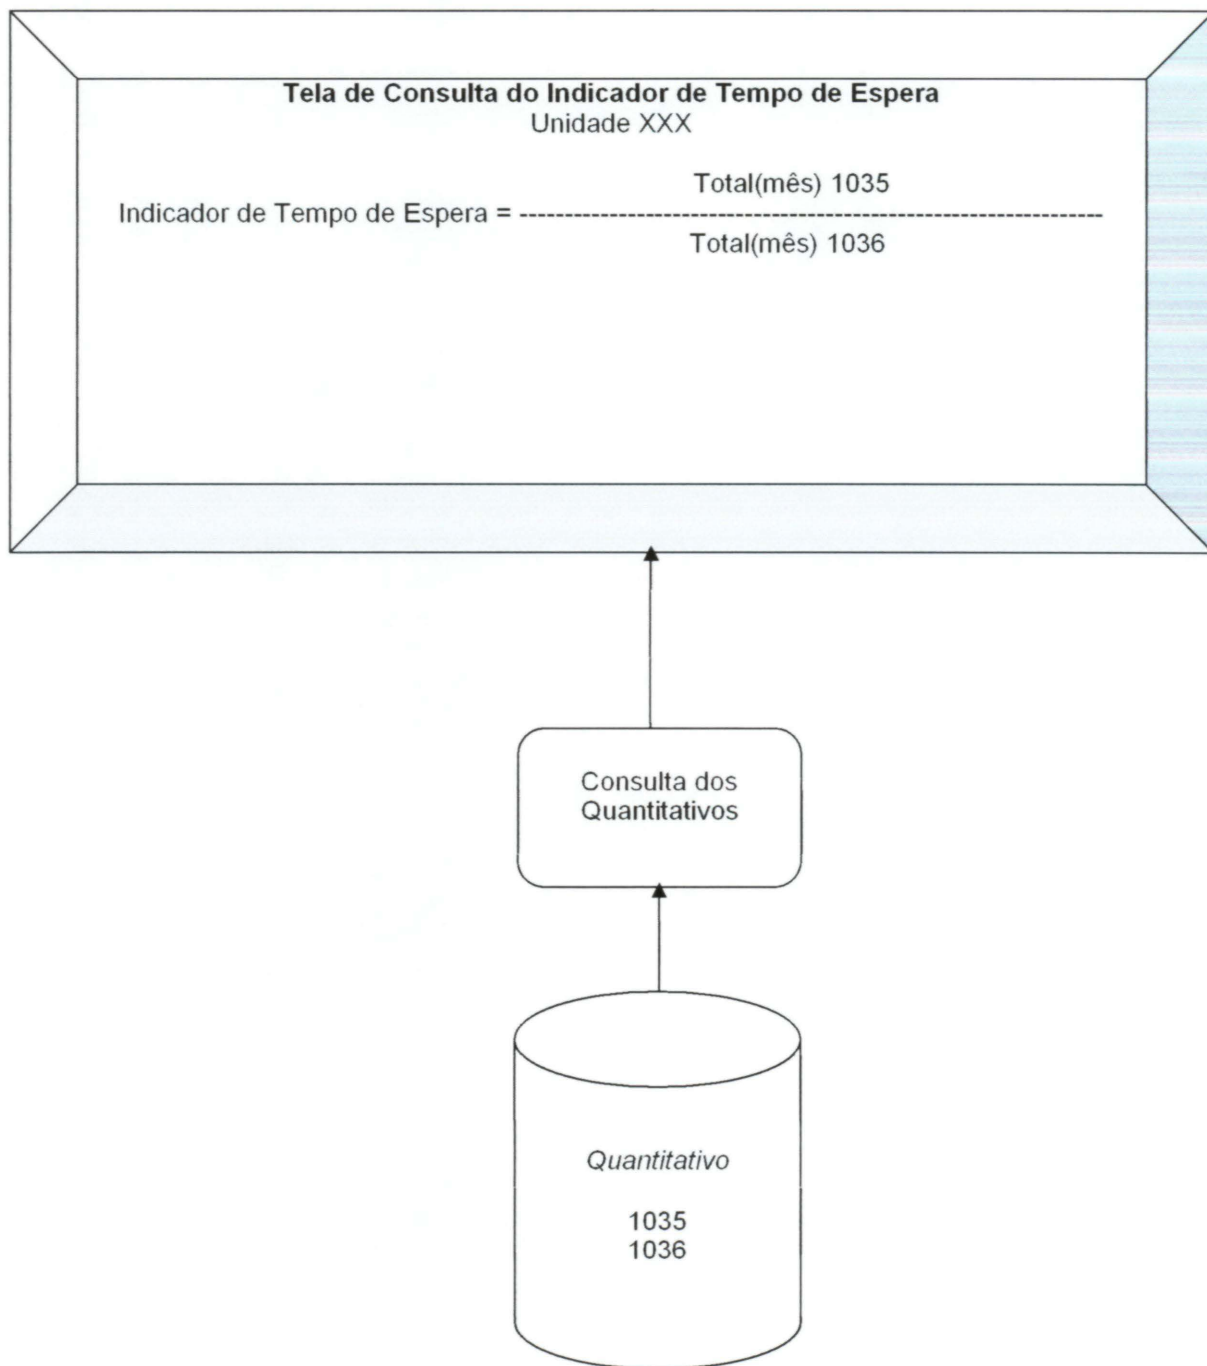 Tela de Consulta do Indicador de Tempo de Espera
Unidade XXX
Total(mês) 1035
Indicador de Tempo de Espera = -----------------------------------------------------------------
Total(mês) 1036
Consulta dos
Quantitativos
Quantitativo
1035
1036